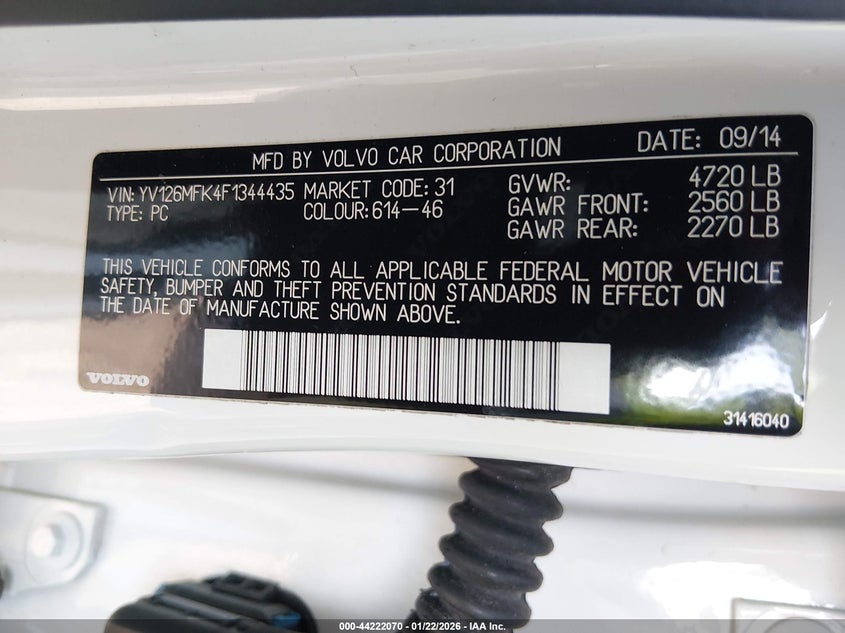 MFD BY VOLVO CAR CORPORATION DATE: 09/14
VIN: YV126MFK4F1344435 MARKET CODE: 31 GVWR: 4720 LB
TYPE: PC COLOUR: 614-46 GAWR FRONT: 2560 LB
GAWR REAR: 2270 LB
THIS VEHICLE CONFORMS TO ALL APPLICABLE FEDERAL MOTOR VEHICLE
SAFETY, BUMPER AND THEFT PREVENTION STANDARDS IN EFFECT ON
THE DATE OF MANUFACTURE SHOWN ABOVE.
VOLVO
31416040
000-44222070 - 01/22/2026 - IAA Inc.